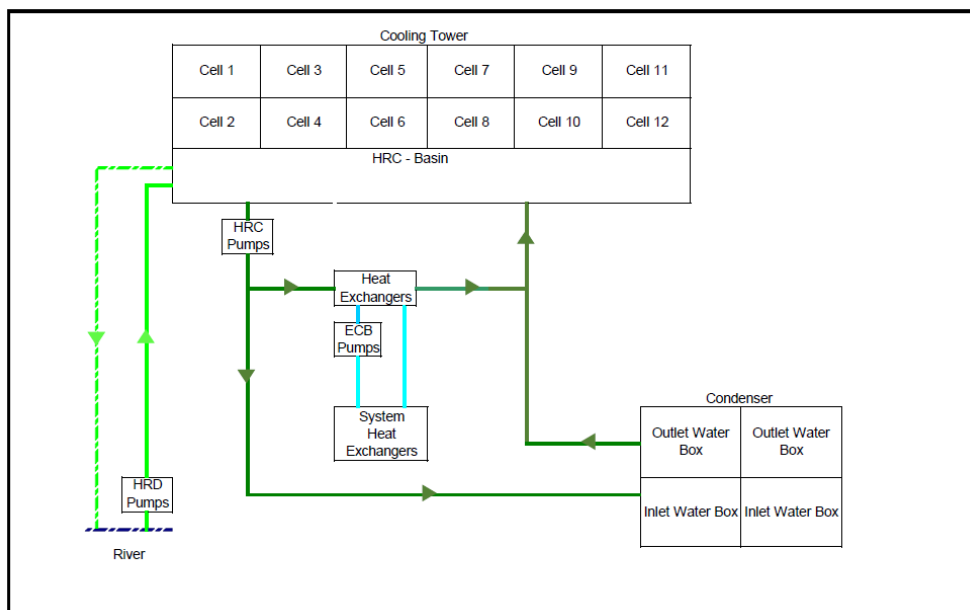 Cooling Tower
Cell 1
Cell 3
Cell 5
Cell 7
Cell 9
Cell 11
Cell 2
Cell 4
Cell 6
Cell 8
Cell 10
Cell 12
HRC - Basin
HRC
Pumps
Heat
Exchangers
ECB
Pumps
System
Heat
Exchangers
Condenser
Outlet Water
Box
Outlet Water
Box
Inlet Water Box
Inlet Water Box
HRD
Pumps
River